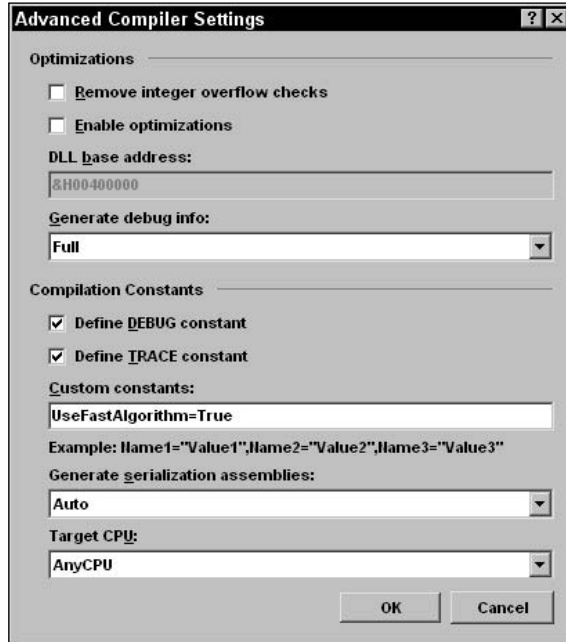 Advanced Compiler Settings
Optimizations
Remove integer overflow checks
Enable optimizations
DLL base address:
&H00400000
Generate debug info:
Full
Compilation Constants
Define DEBUG constant
Define TRACE constant
Custom constants:
UseFastAlgorithm=True
Example: Name1="Value1",Name2="Value2",Name3="Value3"
Generate serialization assemblies:
Auto
Target CPU:
AnyCPU
OK Cancel